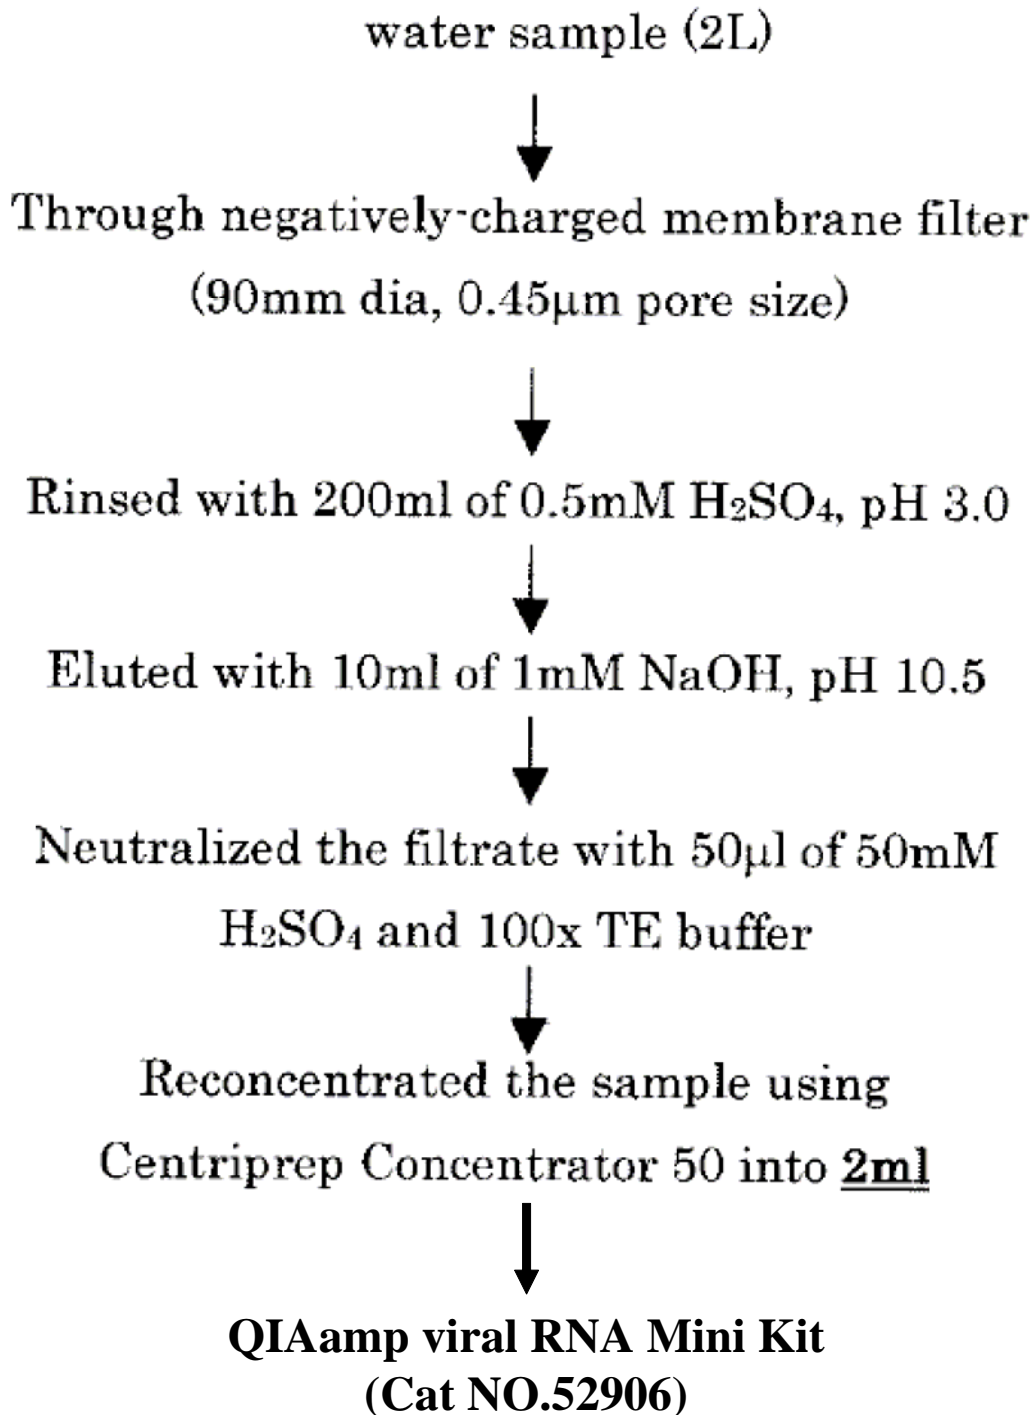 water sample (2L)
Through negatively-charged membrane filter
(90mm dia, 0.45μm pore size)
Rinsed with 200ml of 0.5mM H₂SO₄, pH 3.0
Eluted with 10ml of 1mM NaOH, pH 10.5
Neutralized the filtrate with 50μl of 50mM
H₂SO₄ and 100x TE buffer
Reconcentrated the sample using
Centriprep Concentrator 50 into 2ml
QIAamp viral RNA Mini Kit
(Cat NO.52906)